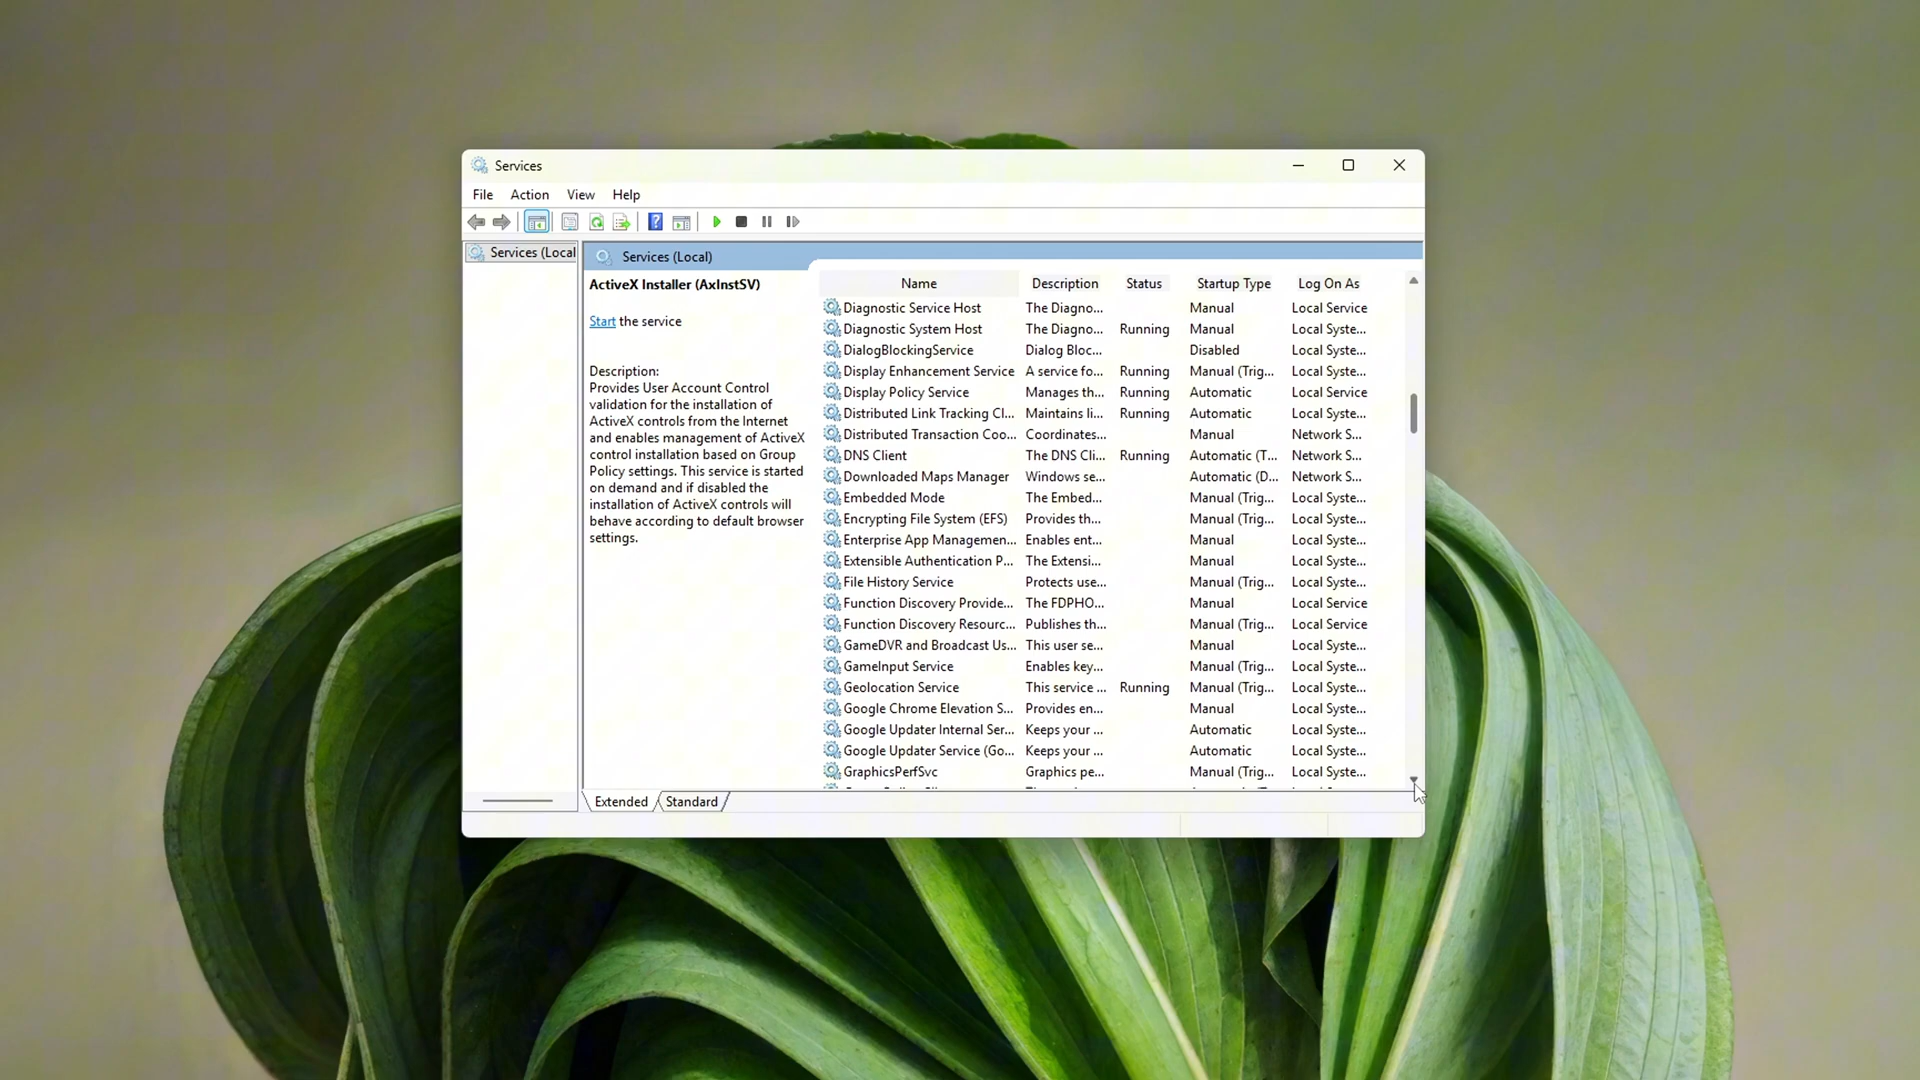 Services
File Action View Help
Services (Local
Services (Local)
ActiveX Installer (AxInstSV)
Start the service
Description:
Provides User Account Control
validation for the installation of
ActiveX controls from the Internet
and enables management of ActiveX
control installation based on Group
Policy settings. This service is started
on demand and if disabled the
installation of ActiveX controls will
behave according to default browser
settings.
Name Description Status Startup Type Log On As
Diagnostic Service Host The Diagno... Manual Local Service
Diagnostic System Host The Diagno... Running Manual Local Syste...
DialogBlockingService Dialog Bloc... Disabled Local Syste...
Display Enhancement Service A service fo... Running Manual (Trig... Local Syste...
Display Policy Service Manages th... Running Automatic Local Service
Distributed Link Tracking Cl... Maintains li... Running Automatic Local Syste...
Distributed Transaction Coo... Coordinates... Manual Network S...
DNS Client The DNS Cli... Running Automatic (T... Network S...
Downloaded Maps Manager Windows se... Automatic (D... Network S...
Embedded Mode The Embed... Manual (Trig... Local Syste...
Encrypting File System (EFS) Provides th... Manual (Trig... Local Syste...
Enterprise App Managemen... Enables ent... Manual Local Syste...
Extensible Authentication P... The Extensi... Manual Local Syste...
File History Service Protects use... Manual (Trig... Local Syste...
Function Discovery Provide... The FDPHO... Manual Local Service
Function Discovery Resourc... Publishes th... Manual (Trig... Local Service
GameDVR and Broadcast Us... This user se... Manual Local Syste...
GameInput Service Enables key... Manual (Trig... Local Syste...
Geolocation Service This service ... Running Manual (Trig... Local Syste...
Google Chrome Elevation S... Provides en... Manual Local Syste...
Google Updater Internal Ser... Keeps your ... Automatic Local Syste...
Google Updater Service (Go... Keeps your ... Automatic Local Syste...
GraphicsPerfSvc Graphics pe... Manual (Trig... Local Syste...
Extended Standard